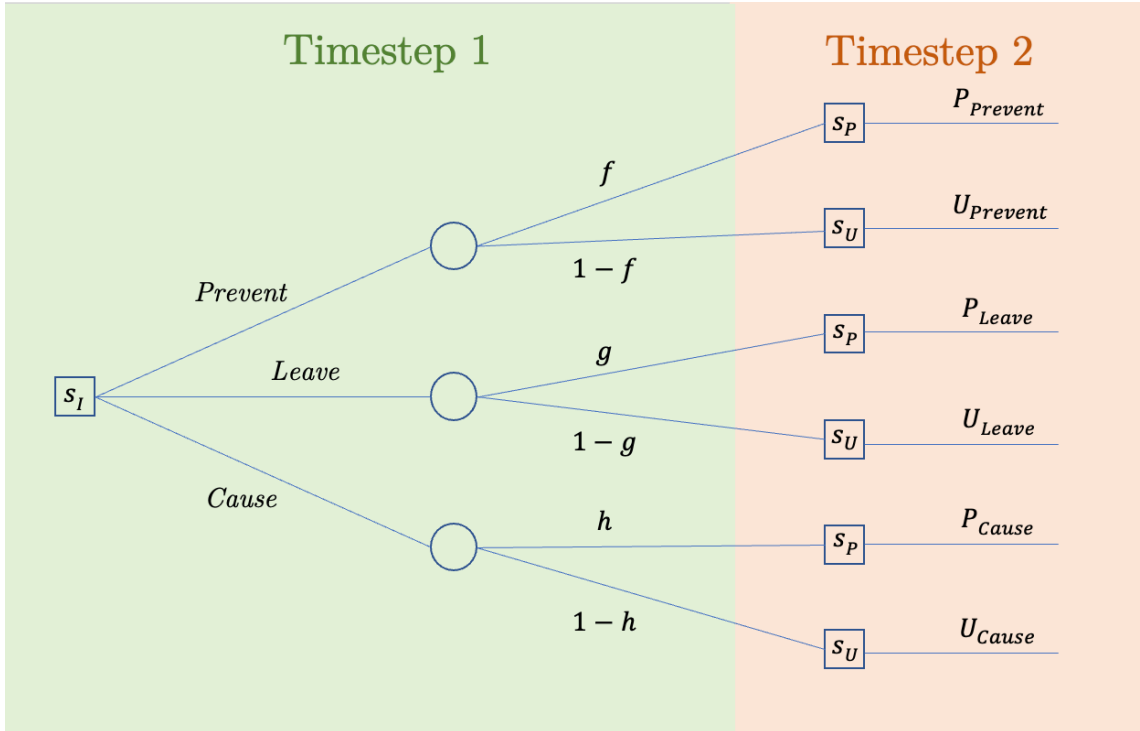 Timestep 1
Timestep 2
P_Prevent
s_P
f
s_U
U_Prevent
1 − f
Prevent
P_Leave
s_P
g
Leave
s_I
s_U
U_Leave
1 − g
Cause
h
s_P
P_Cause
1 − h
s_U
U_Cause